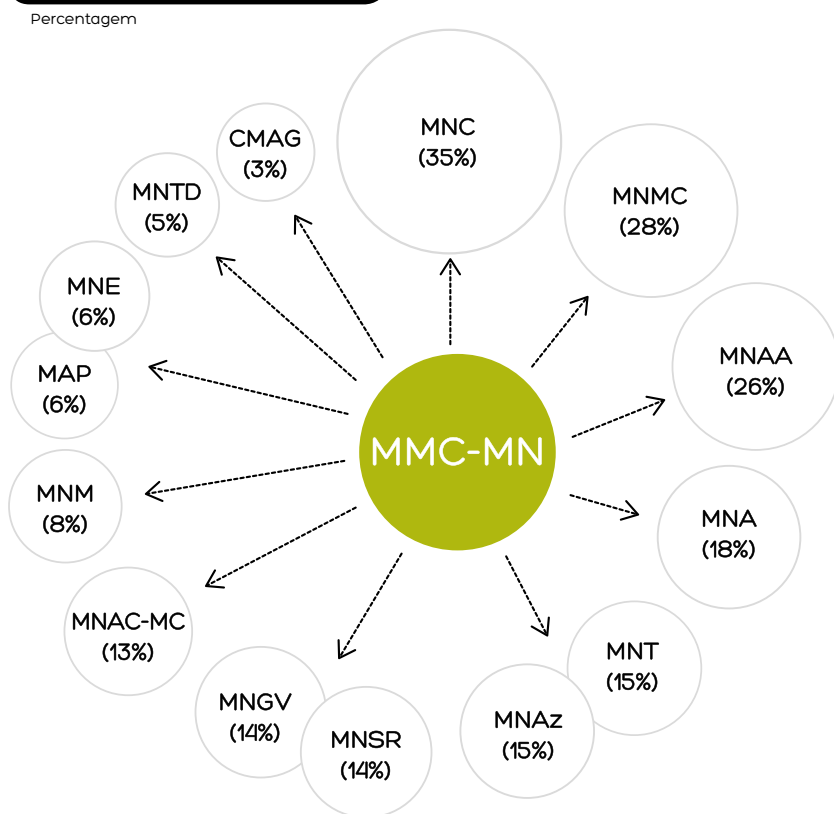 Percentagem
MNC
(35%)
MNMC
(28%)
MNAA
(26%)
MNA
(18%)
MNT
(15%)
MNAz
(15%)
MNSR
(14%)
MNGV
(14%)
MNAC-MC
(13%)
MNM
(8%)
MAP
(6%)
MNE
(6%)
MNTD
(5%)
CMAG
(3%)
MMC-MN